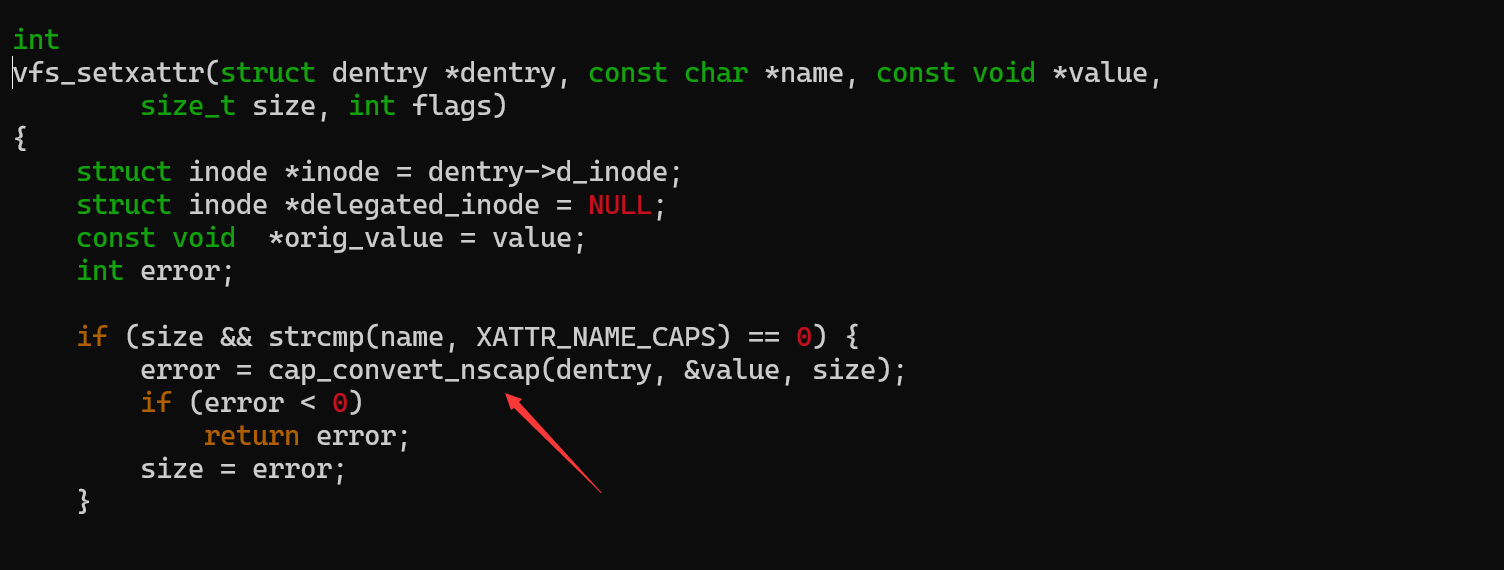 int
vfs_setxattr(struct dentry *dentry, const char *name, const void *value,
        size_t size, int flags)
{
    struct inode *inode = dentry->d_inode;
    struct inode *delegated_inode = NULL;
    const void  *orig_value = value;
    int error;

    if (size && strcmp(name, XATTR_NAME_CAPS) == 0) {
        error = cap_convert_nscap(dentry, &value, size);
        if (error < 0)
            return error;
        size = error;
    }